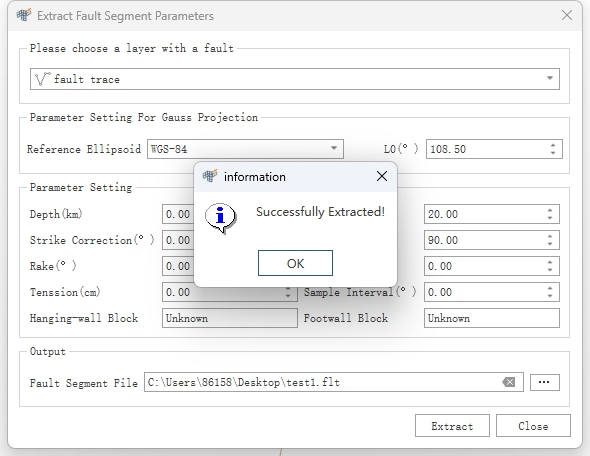 Extract Fault Segment Parameters
Please choose a layer with a fault
fault trace
Parameter Setting For Gauss Projection
Reference Ellipsoid WGS-84 L0(°) 108.50
information
Parameter Setting
Successfully Extracted!
Depth(km) 0.00 20.00
Strike Correction(°) 0.00 90.00
OK
Rake(°) 0.00 0.00
Tenssion(cm) 0.00 Sample Interval(°) 0.00
Hanging-wall Block Unknown Footwall Block Unknown
Output
Fault Segment File C:\Users\86158\Desktop\test1.flt ...
Extract Close